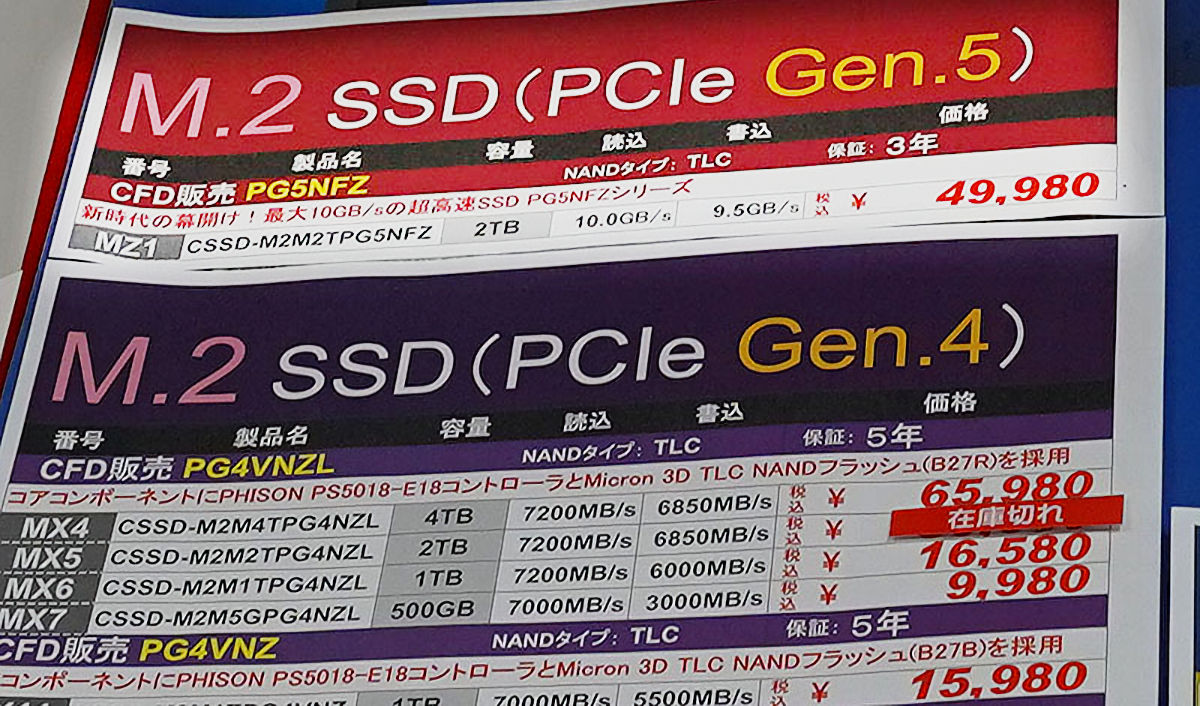 M.2 SSD(PCIe Gen.5)
番号 製品名 容量 読込 書込 価格
CFD販売 PG5NFZ NANDタイプ: TLC 保証: 3年
新時代の幕開け!最大10GB/sの超高速SSD PG5NFZシリーズ
MZ1 CSSD-M2M2TPG5NFZ 2TB 10.0GB/s 9.5GB/s 税込 ¥ 49,980
M.2 SSD(PCIe Gen.4)
番号 製品名 容量 読込 書込 価格
CFD販売 PG4VNZL NANDタイプ: TLC 保証: 5年
コアコンポーネントにPHISON PS5018-E18コントローラとMicron 3D TLC NANDフラッシュ(B27R)を採用
MX4 CSSD-M2M4TPG4NZL 4TB 7200MB/s 6850MB/s 税込 ¥ 65,980
MX5 CSSD-M2M2TPG4NZL 2TB 7200MB/s 6850MB/s 税込 ¥ 在庫切れ
MX6 CSSD-M2M1TPG4NZL 1TB 7200MB/s 6000MB/s 税込 ¥ 16,580
MX7 CSSD-M2M5GPG4NZL 500GB 7000MB/s 3000MB/s 税込 ¥ 9,980
CFD販売 PG4VNZ NANDタイプ: TLC 保証: 5年
コンポーネントにPHISON PS5018-E18コントローラとMicron 3D TLC NANDフラッシュ(B27B)を採用
1TB 7000MB/s 5500MB/s 税込 ¥ 15,980